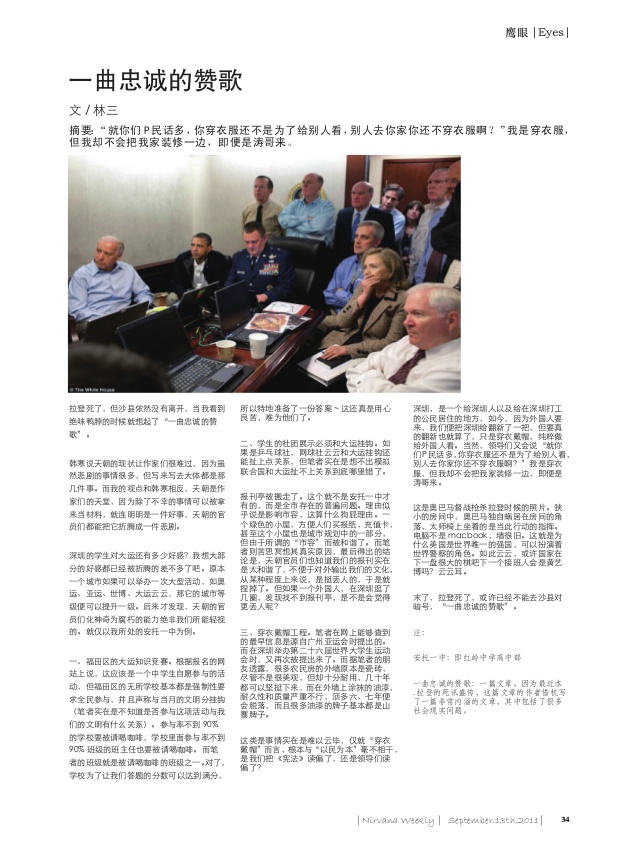 鹰眼 |Eyes|
一曲忠诚的赞歌
文 / 林三
摘要：“就你们P民话多，你穿衣服还不是为了给别人看，别人去你家你还不穿衣服啊？”我是穿衣服，
但我却不会把我家装修一边，即便是涛哥来。
© The White House
拉登死了，但沙县依然没有离开，当我看到
绝味鸭脖的时候就想起了“一曲忠诚的赞
歌”。
韩寒说天朝的现状让作家们很难过，因为虽
然悲剧的事情很多，但写来写去大体都是那
几件事。而我的观点和韩寒相反，天朝是作
家们的天堂，因为除了不幸的事情可以被拿
来当材料，就连明明是一件好事，天朝的官
员们都能把它折腾成一件悲剧。
深圳的学生对大运还有多少好感？我想大部
分的好感都已经被折腾的差不多了吧。原本
一个城市如果可以举办一次大型活动，如奥
运、亚运、世博、大运云云，那它的城市等
级便可以提升一级。后来才发现，天朝的官
员们化神奇为腐朽的能力绝非我们所能轻视
的。就仅以我所处的安托一中为例。
一、福田区的大运知识竞赛。根据报名的网
站上说，这应该是一个中学生自愿参与的活
动，但福田区的无所学校基本都是强制性要
求全民参与，并且声称与当月的文明分挂钩
（笔者实在是不知道是否参与这项活动与我
们的文明有什么关系）。参与率不到 90%
的学校要被请喝咖啡，学校里面参与率不到
90% 班级的班主任也要被请喝咖啡。而笔
者的班级就是被请喝咖啡的班级之一。对了，
学校为了让我们答题的分数可以达到满分，
所以特地准备了一份答案 ~ 这还真是用心
良苦，难为他们了。
二、学生的社团展示必须和大运挂钩。如
果是乒乓球社，网球社云云和大运挂钩还
能扯上点关系，但笔者实在是想不出模拟
联合国和大运扯不上关系到底哪里错了。
报刊亭被搬走了。这个就不是安托一中才
有的，而是全市存在的普遍问题。理由似
乎说是影响市容，这算什么狗屁理由。一
个绿色的小屋，方便人们买报纸，充值卡，
甚至这个小屋也是城市规划中的一部分，
但由于所谓的“市容”而被和谐了。而笔
者则苦思冥想其真实原因，最后得出的结
论是，天朝官员们也知道我们的报刊实在
是太和谐了，不便于对外输出我们的文化，
从某种程度上来说，是挺丢人的，于是就
捏掉了。但如果一个外国人，在深圳逛了
几圈，发现找不到报刊亭，是不是会觉得
更丢人呢？
三、穿衣戴帽工程。笔者在网上能够查到
的最早信息是源自广州亚运会时提出的。
而在深圳举办第二十六届世界大学生运动
会时，又再次被提出来了。而据笔者的朋
友透露，很多农民房的外墙原本是瓷砖，
尽管不是很美观，但却十分耐用，几十年
都可以坚挺下来，而在外墙上涂抹的油漆，
耐久性和质量严重不行，顶多六、七年便
会脱落，而且很多油漆的牌子基本都是山
寨牌子。
这类是事情实在是难以云毕，仅就“穿衣
戴帽”而言，根本与“以民为本”毫不相干，
是我们把《宪法》读偏了，还是领导们读
偏了？
深圳，是一个给深圳人以及给在深圳打工
的公民居住的地方，如今，因为外国人要
来，我们便把深圳给翻新了一把，但要真
的翻新也就算了，只是穿衣戴帽，纯粹做
给外国人看。当然，领导们又会说“就你
们P民话多，你穿衣服还不是为了给别人看，
别人去你家你还不穿衣服啊？”我是穿衣
服，但我却不会把我家装修一边，即便是
涛哥来。
这是奥巴马督战枪杀拉登时候的照片。狭
小的房间中，奥巴马独自蜗居在房间的角
落，太师椅上坐着的是当此行动的指挥。
电脑不是 macbook，墙很旧。这就是为
什么美国是世界唯一的强国，可以扮演着
世界警察的角色。如此云云，或许国家在
下一盘很大的棋吧下一个接班人会是黄艺
博吗？云云耳。
末了，拉登死了，或许已经不能去沙县对
暗号，“一曲忠诚的赞歌”。
注：
安托一中：即红岭中学高中部
一曲忠诚的赞歌：一篇文章。因为最近本
.拉登的死讯盛传，这篇文章的作者借机写
了一篇非常内涵的文章，其中包括了很多
社会现实问题。
|Nirvana Weekly| September.13th,2011| 34